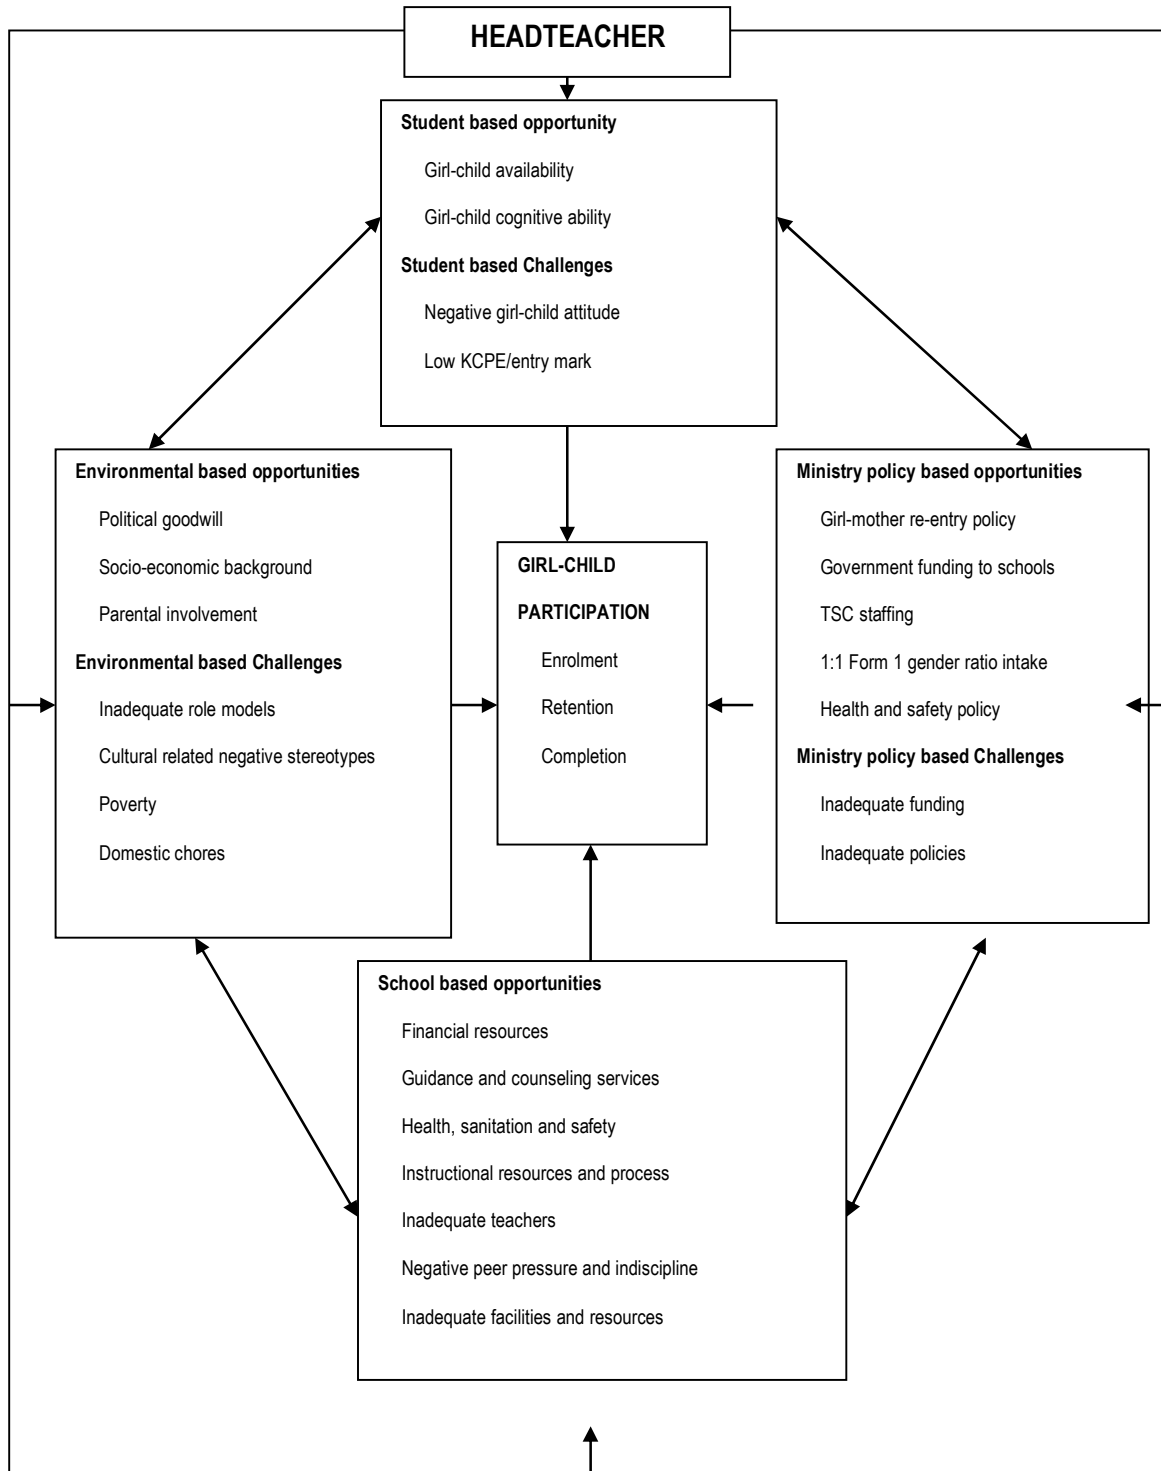 HEADTEACHER
Student based opportunity
Girl-child availability
Girl-child cognitive ability
Student based Challenges
Negative girl-child attitude
Low KCPE/entry mark
Environmental based opportunities
Political goodwill
Socio-economic background
Parental involvement
Environmental based Challenges
Inadequate role models
Cultural related negative stereotypes
Poverty
Domestic chores
GIRL-CHILD
PARTICIPATION
Enrolment
Retention
Completion
Ministry policy based opportunities
Girl-mother re-entry policy
Government funding to schools
TSC staffing
1:1 Form 1 gender ratio intake
Health and safety policy
Ministry policy based Challenges
Inadequate funding
Inadequate policies
School based opportunities
Financial resources
Guidance and counseling services
Health, sanitation and safety
Instructional resources and process
Inadequate teachers
Negative peer pressure and indiscipline
Inadequate facilities and resources